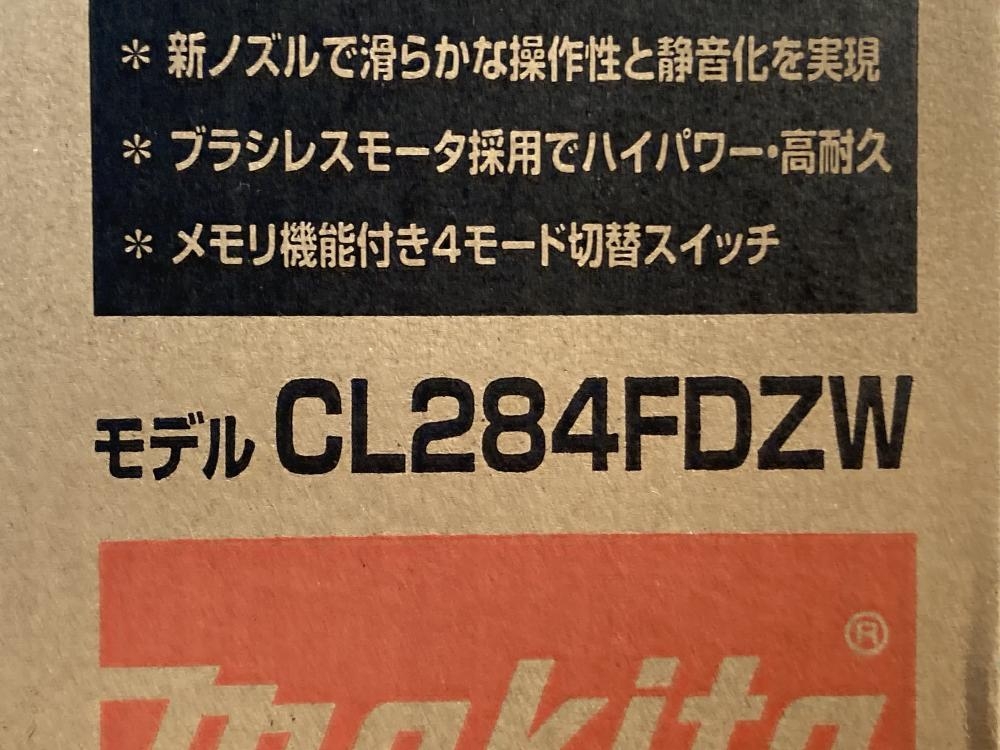 ＊ 新ノズルで滑らかな操作性と静音化を実現
＊ ブラシレスモータ採用でハイパワー・高耐久
＊ メモリ機能付き4モード切替スイッチ
モデル CL284FDZW
makita ®